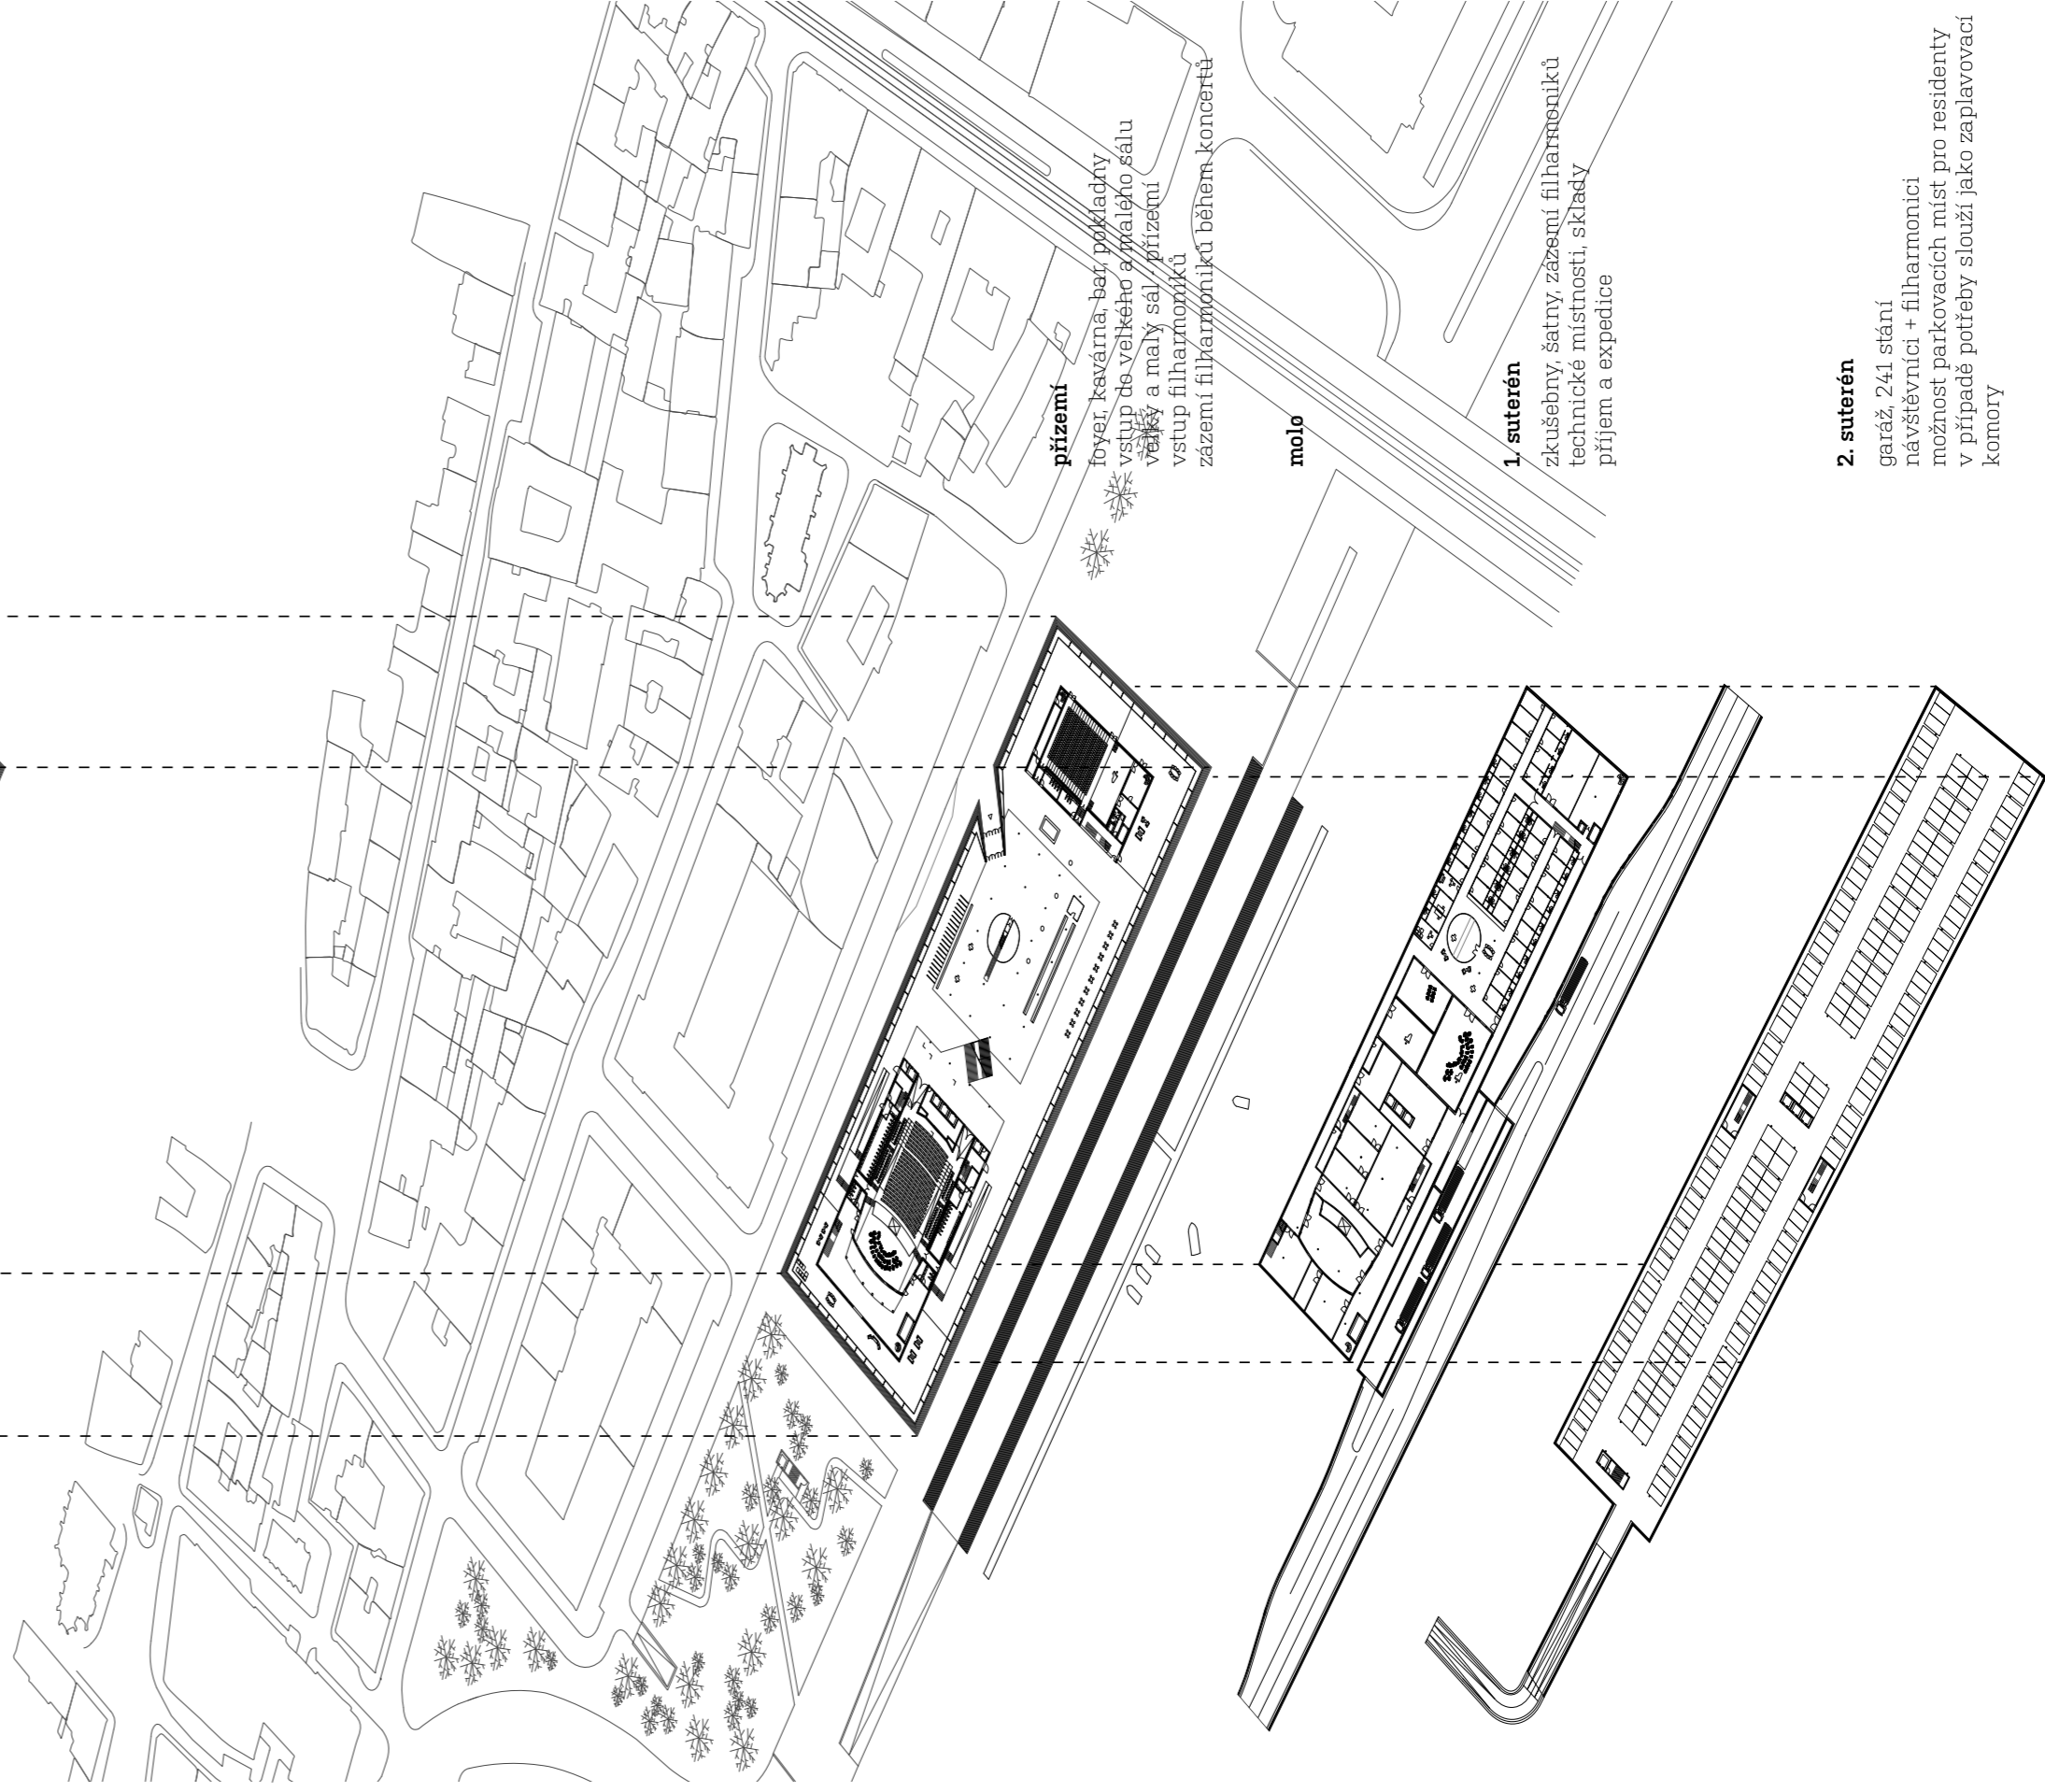 přízemí
foyer, kavárna, bar, pokladny
vstup do velkého a malého sálu
velký a malý sál - přízemí
vstup filharmoniků
zázemí filharmoniků během koncertů
molo
1. suterén
zkušebny, šatny, zázemí filharmoniků
technické místnosti, sklady
příjem a expedice
2. suterén
garáž, 241 stání
návštěvníci + filharmonici
možnost parkovacích míst pro residenty
v případě potřeby slouží jako zaplavovací
komory